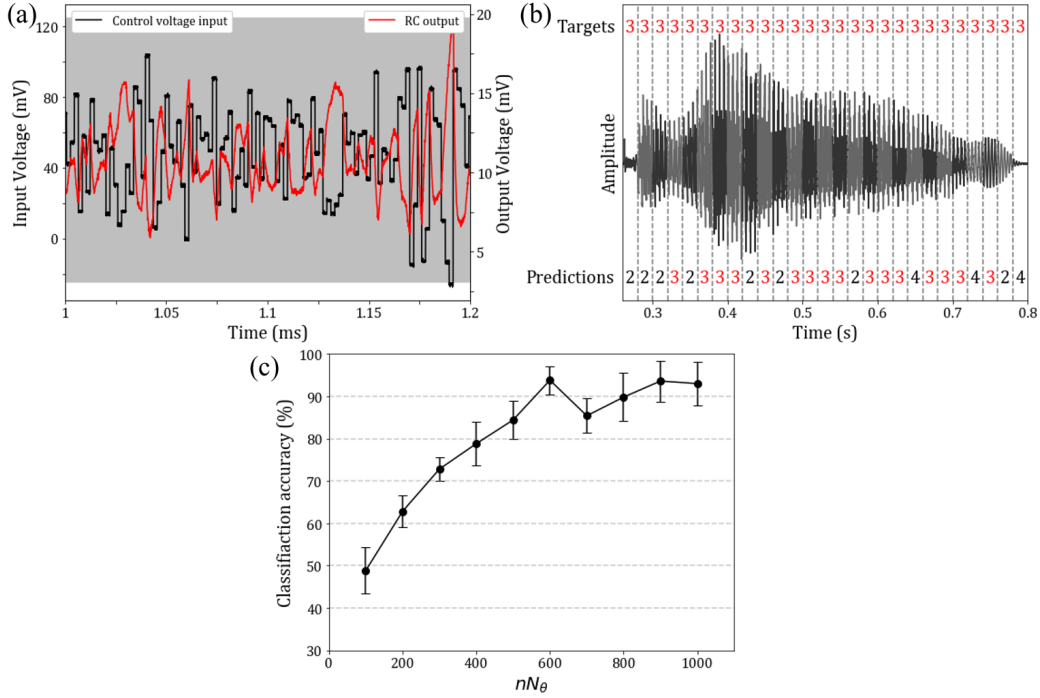 (a)
Control voltage input
RC output
Input Voltage (mV)
120
80
40
0
20
15
10
5
Output Voltage (mV)
1 1.05 1.1 1.15 1.2
Time (ms)
(b)
Targets 3 3 3 3 3 3 3 3 3 3 3 3 3 3 3 3 3 3 3 3 3 3 3 3 3 3 3
Amplitude
Predictions 2 2 2 3 2 3 3 3 2 3 2 3 3 3 3 2 3 3 3 4 3 3 3 4 3 2 4
0.3 0.4 0.5 0.6 0.7 0.8
Time (s)
(c)
Classifiaction accuracy (%)
100
90
80
70
60
50
40
30
0 200 400 600 800 1000
nNθ